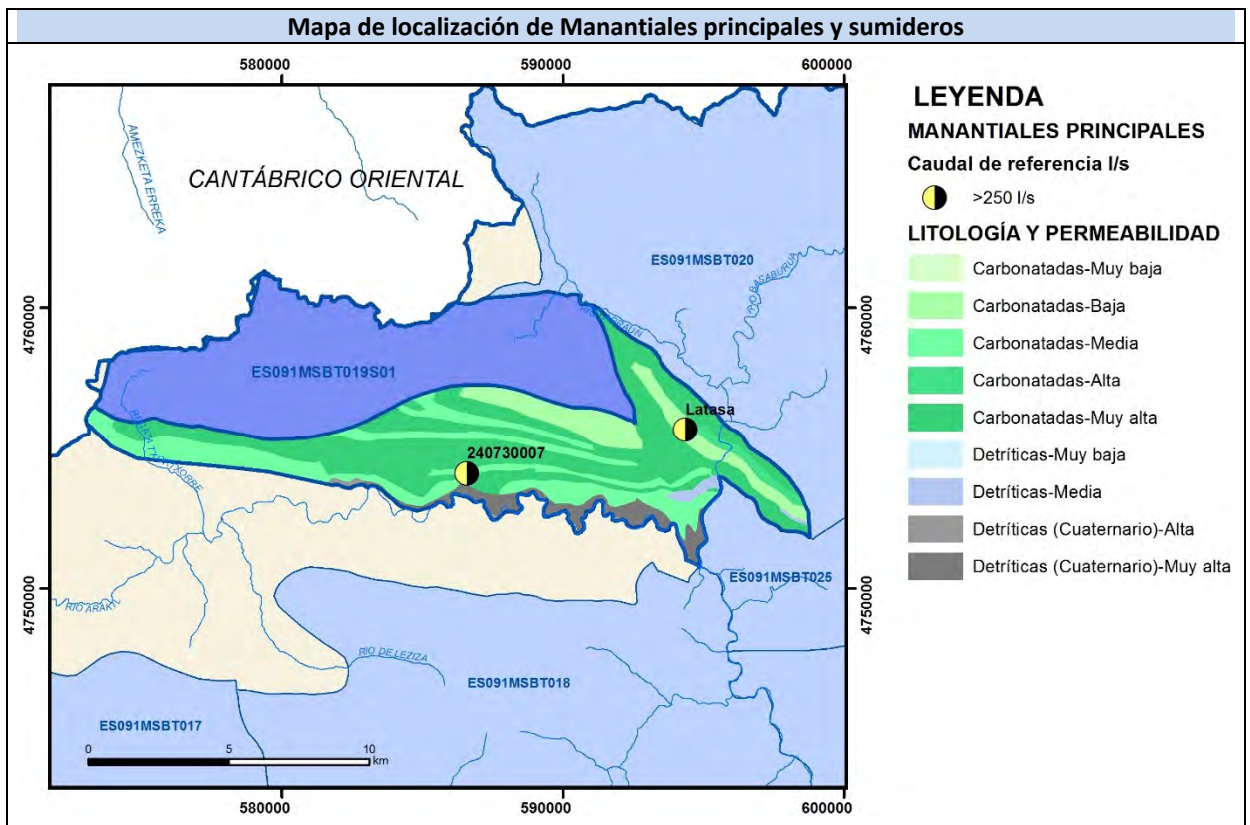 Mapa de localización de Manantiales principales y sumideros
580000
590000
600000
LEYENDA
MANANTIALES PRINCIPALES
Caudal de referencia l/s
>250 l/s
LITOLOGÍA Y PERMEABILIDAD
Carbonatadas-Muy baja
Carbonatadas-Baja
Carbonatadas-Media
Carbonatadas-Alta
Carbonatadas-Muy alta
Detríticas-Muy baja
Detríticas-Media
Detríticas (Cuaternario)-Alta
Detríticas (Cuaternario)-Muy alta
AMEZKETA ERREKA
CANTÁBRICO ORIENTAL
ES091MSBT020
RIO BASABURUA
4760000
4760000
ES091MSBT019S01
Latasa
240730007
4750000
4750000
ES091MSBT025
RIO
RIO DE LEZIZA
ES091MSBT018
ES091MSBT017
0
5
10
km
580000
590000
600000